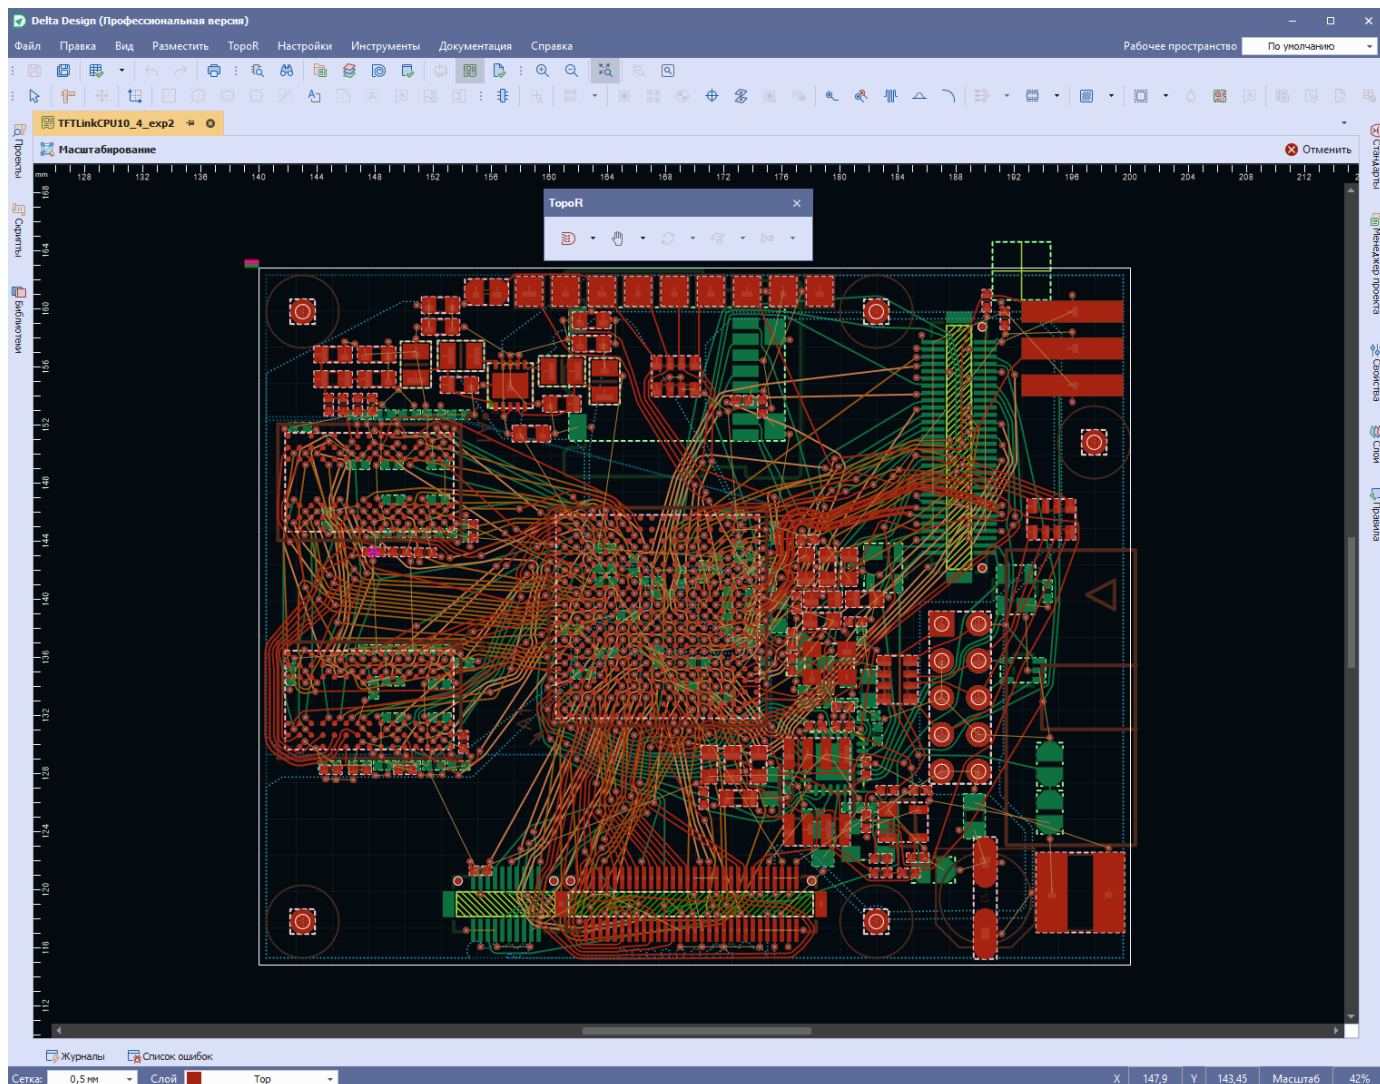 Delta Design (Профессиональная версия)
Файл Правка Вид Разместить TopoR Настройки Инструменты Документация Справка
Рабочее пространство По умолчанию
TFTLinkCPU10_4_exp2
Масштабирование
Отменить
mm 128 132 136 140 144 148 152 156 160 164 168 172 176 180 184 188 192 196 200 204 208 212
168
164
160
156
152
148
144
140
136
132
128
124
120
116
112
Проекты
Скрипты
Библиотеки
TopoR
Стандарты
Менеджер проекта
Свойства
Слои
Правила
Журналы Список ошибок
Сетка: 0,5 мм Слой Top
X 147,9 Y 143,45 Масштаб 42%